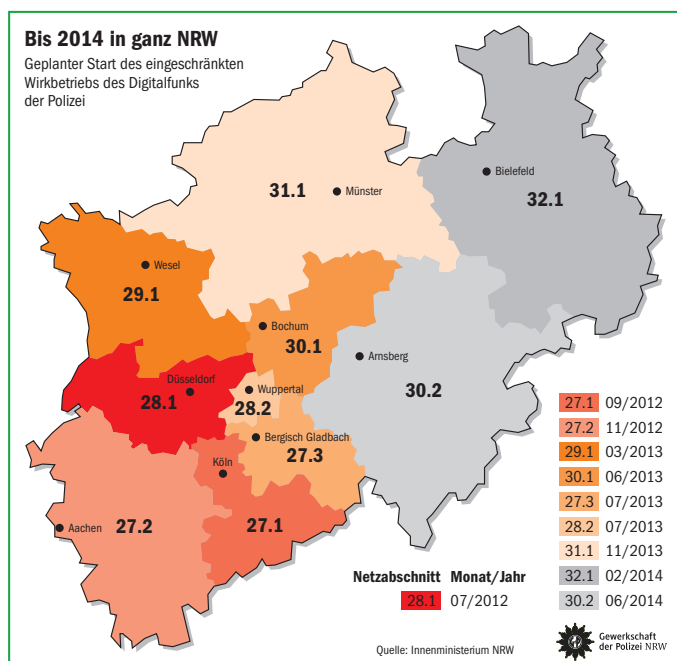 Bis 2014 in ganz NRW
Geplanter Start des eingeschränkten
Wirkbetriebs des Digitalfunks
der Polizei
Bielefeld
32.1
31.1
Münster
Wesel
29.1
Bochum
30.1
Arnsberg
30.2
Düsseldorf
28.1
Wuppertal
28.2
Bergisch Gladbach
27.3
Köln
27.1
Aachen
27.2
27.1 09/2012
27.2 11/2012
29.1 03/2013
30.1 06/2013
27.3 07/2013
28.2 07/2013
31.1 11/2013
Netzabschnitt Monat/Jahr
28.1 07/2012
32.1 02/2014
30.2 06/2014
Quelle: Innenministerium NRW
Gewerkschaft
der Polizei NRW